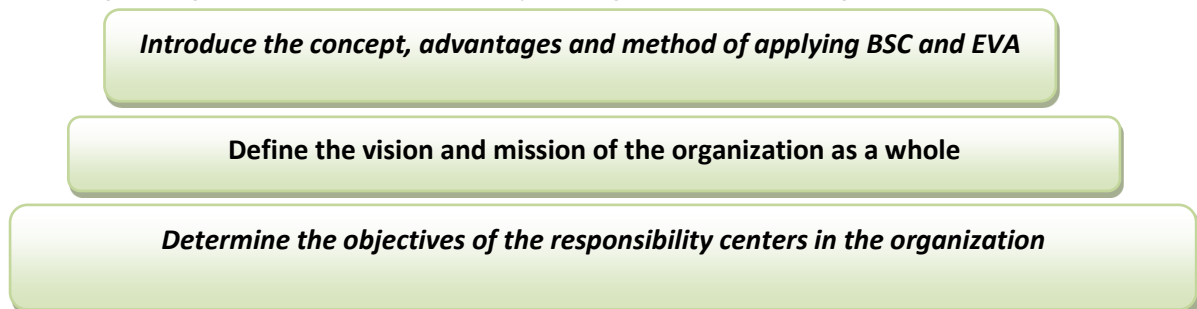 Introduce the concept, advantages and method of applying BSC and EVA
Define the vision and mission of the organization as a whole
Determine the objectives of the responsibility centers in the organization